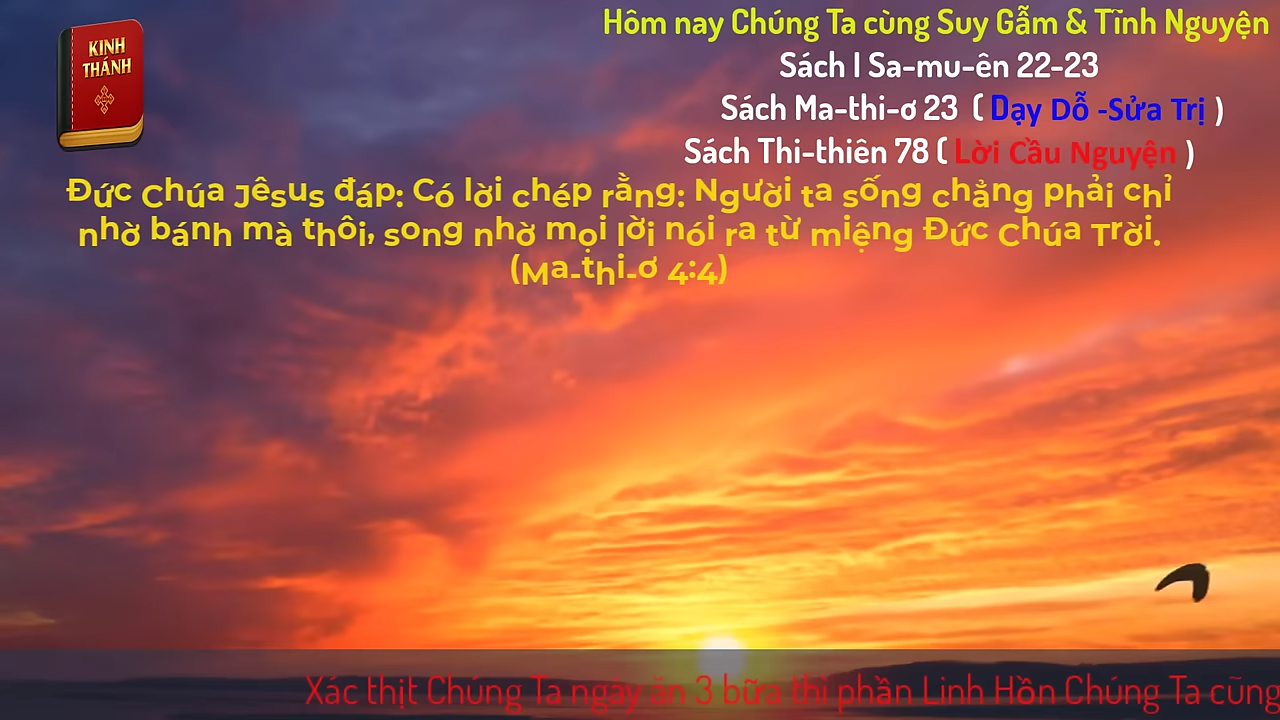 KINH
THÁNH
Hôm nay Chúng Ta cùng Suy Gẫm & Tĩnh Nguyện
Sách I Sa-mu-ên 22-23
Sách Ma-thi-ơ 23 ( Dạy Dỗ -Sửa Trị )
Sách Thi-thiên 78 ( Lời Cầu Nguyện )
Đức Chúa Jêsus đáp: Có lời chép rằng: Người ta sống chẳng phải chỉ
nhờ bánh mà thôi, song nhờ mọi lời nói ra từ miệng Đức Chúa Trời.
(Ma-thi-ơ 4:4)
Xác thịt Chúng Ta ngày ăn 3 bữa thì phần Linh Hồn Chúng Ta cũng